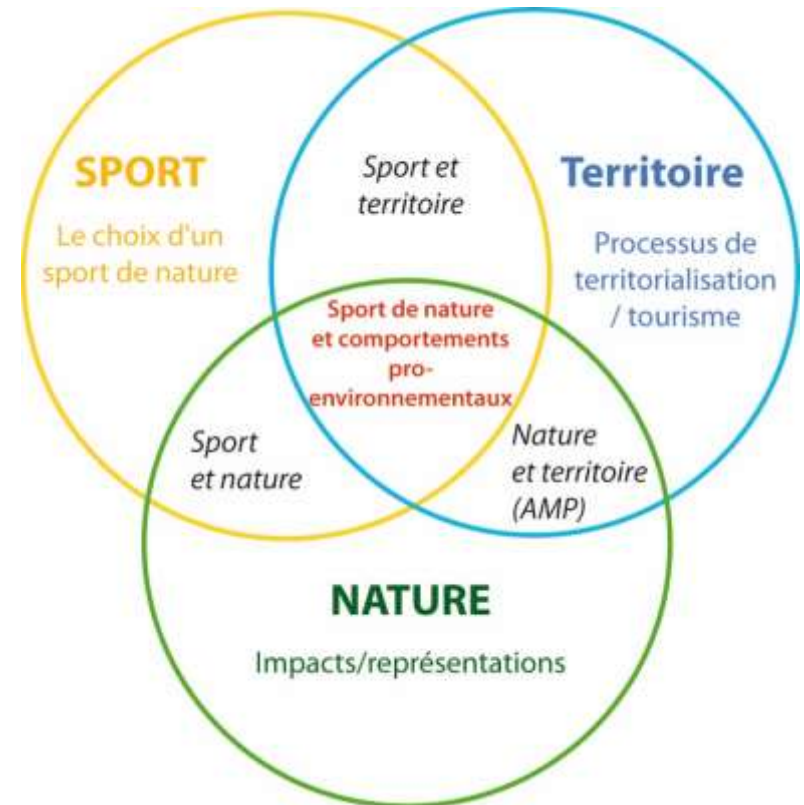 SPORT
Le choix d'un
sport de nature
Sport et
territoire
Territoire
Processus de
territorialisation
/ tourisme
Sport de nature
et comportements
pro-
environnementaux
Sport
et nature
Nature
et territoire
(AMP)
NATURE
Impacts/représentations